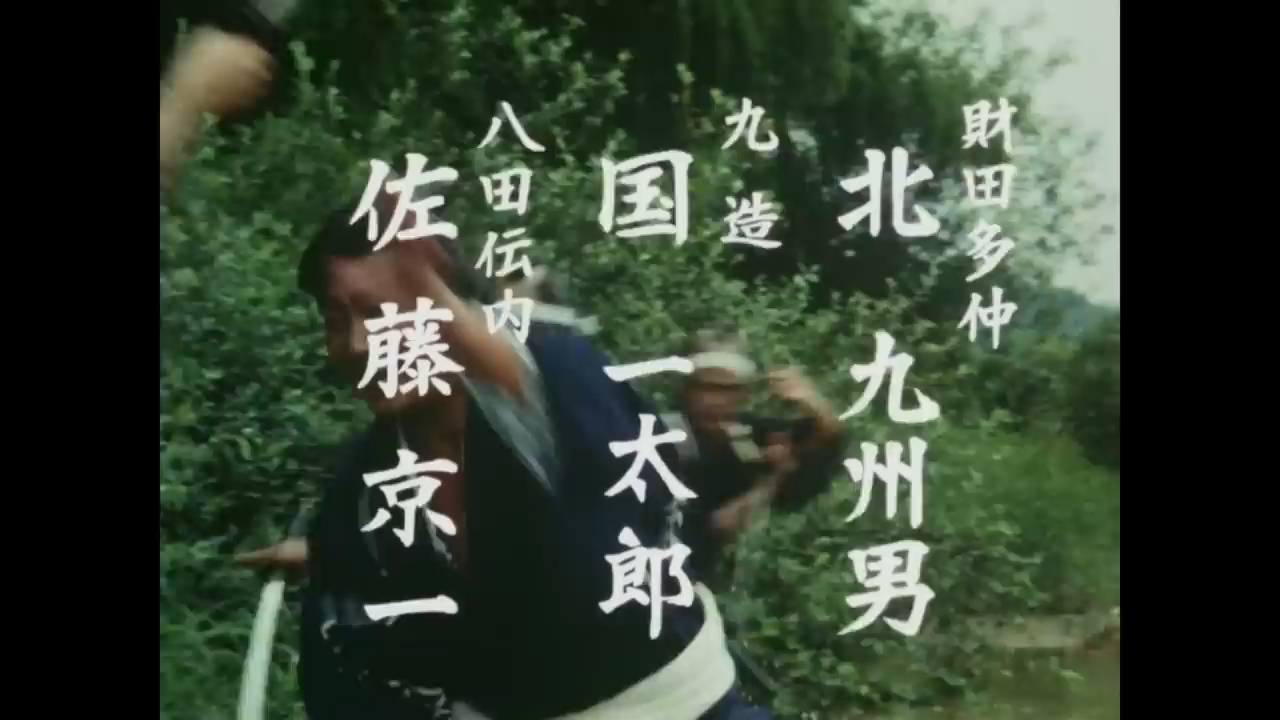 財田多仲
北九州男
九造
国一太郎
八田伝内
佐藤京一